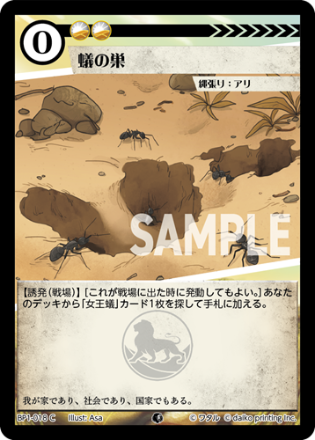 0
蟻の巣
縄張り：アリ
SAMPLE
【誘発（戦場）】［これが戦場に出た時に発動してもよい。］あなた
のデッキから「女王蟻」カード1枚を探して手札に加える。
我が家であり、社会であり、国家でもある。
BP1-018 C Illust: Asa
© ワタル © daiko printing.